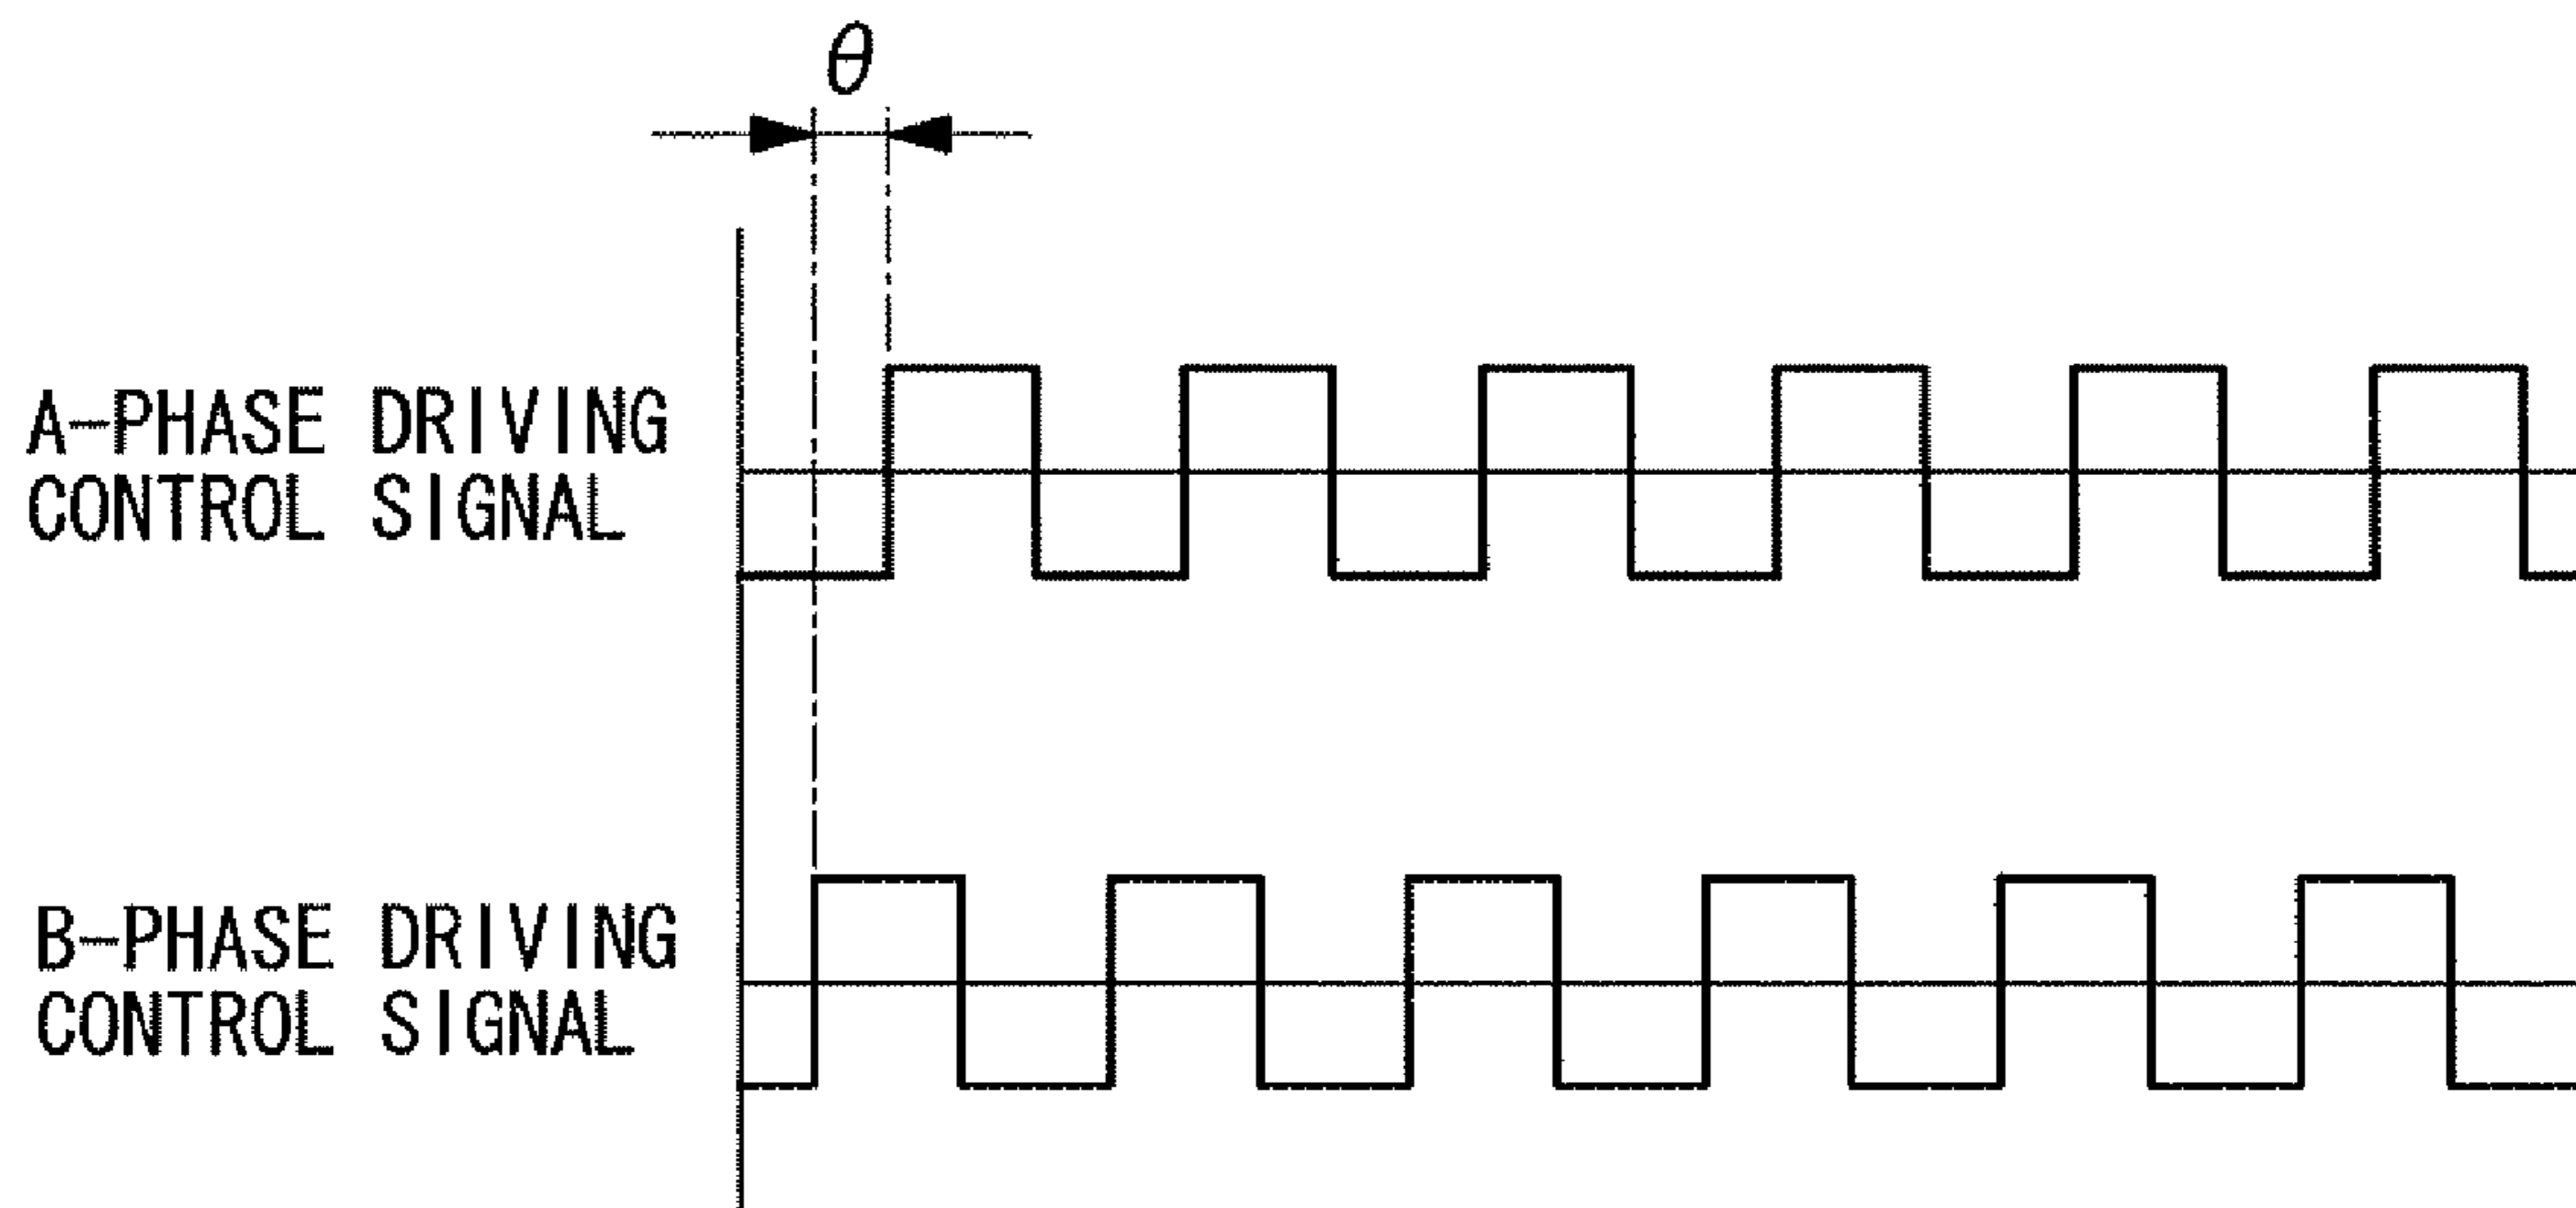 θ
A-PHASE DRIVING
CONTROL SIGNAL
B-PHASE DRIVING
CONTROL SIGNAL